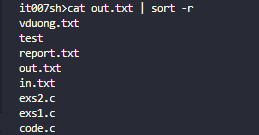 it007sh>cat out.txt | sort -r
vduong.txt
test
report.txt
out.txt
in.txt
exs2.c
exs1.c
code.c